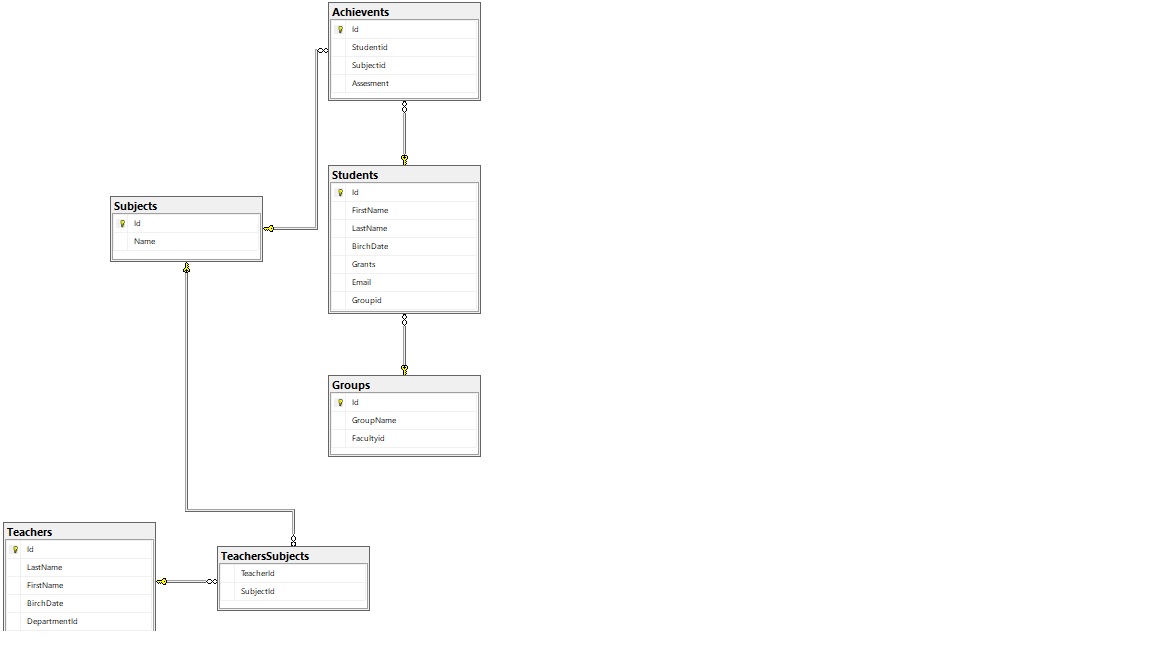 Achievents
Id
Studentid
Subjectid
Assesment
Students
Id
FirstName
LastName
BirchDate
Grants
Email
Groupid
Subjects
Id
Name
Groups
Id
GroupName
Facultyid
Teachers
Id
LastName
FirstName
BirchDate
DepartmentId
TeachersSubjects
TeacherId
SubjectId